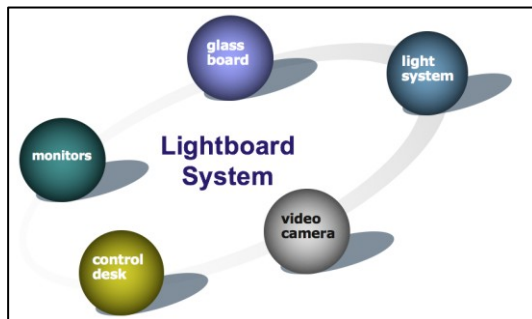 glass
board
light
system
monitors
Lightboard
System
video
camera
control
desk